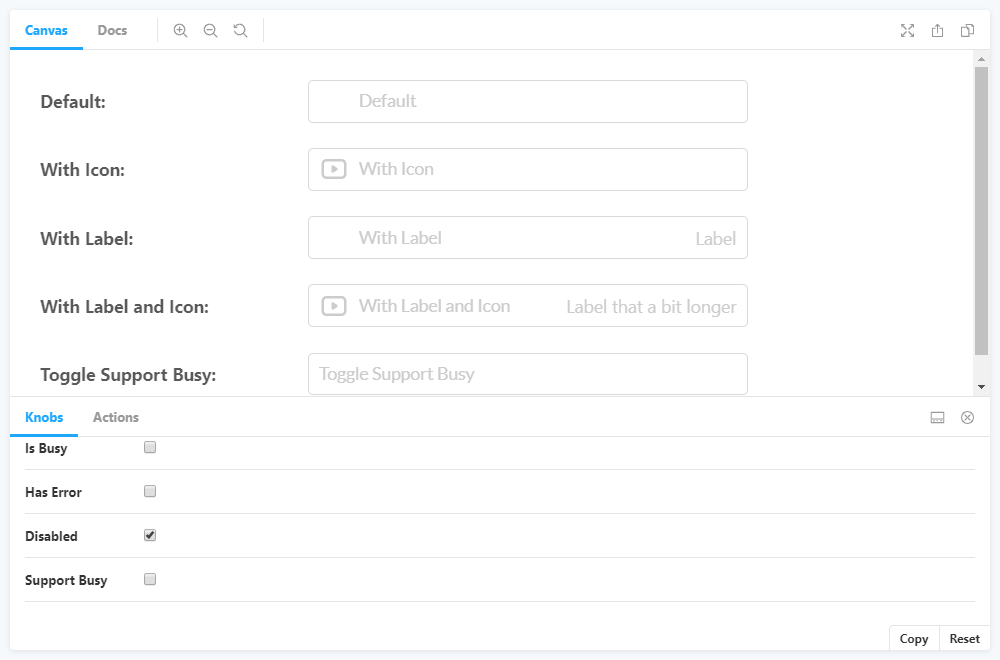 Canvas Docs
Default: Default
With Icon: With Icon
With Label: With Label Label
With Label and Icon: With Label and Icon Label that a bit longer
Toggle Support Busy: Toggle Support Busy
Knobs Actions
Is Busy
Has Error
Disabled
Support Busy
Copy Reset